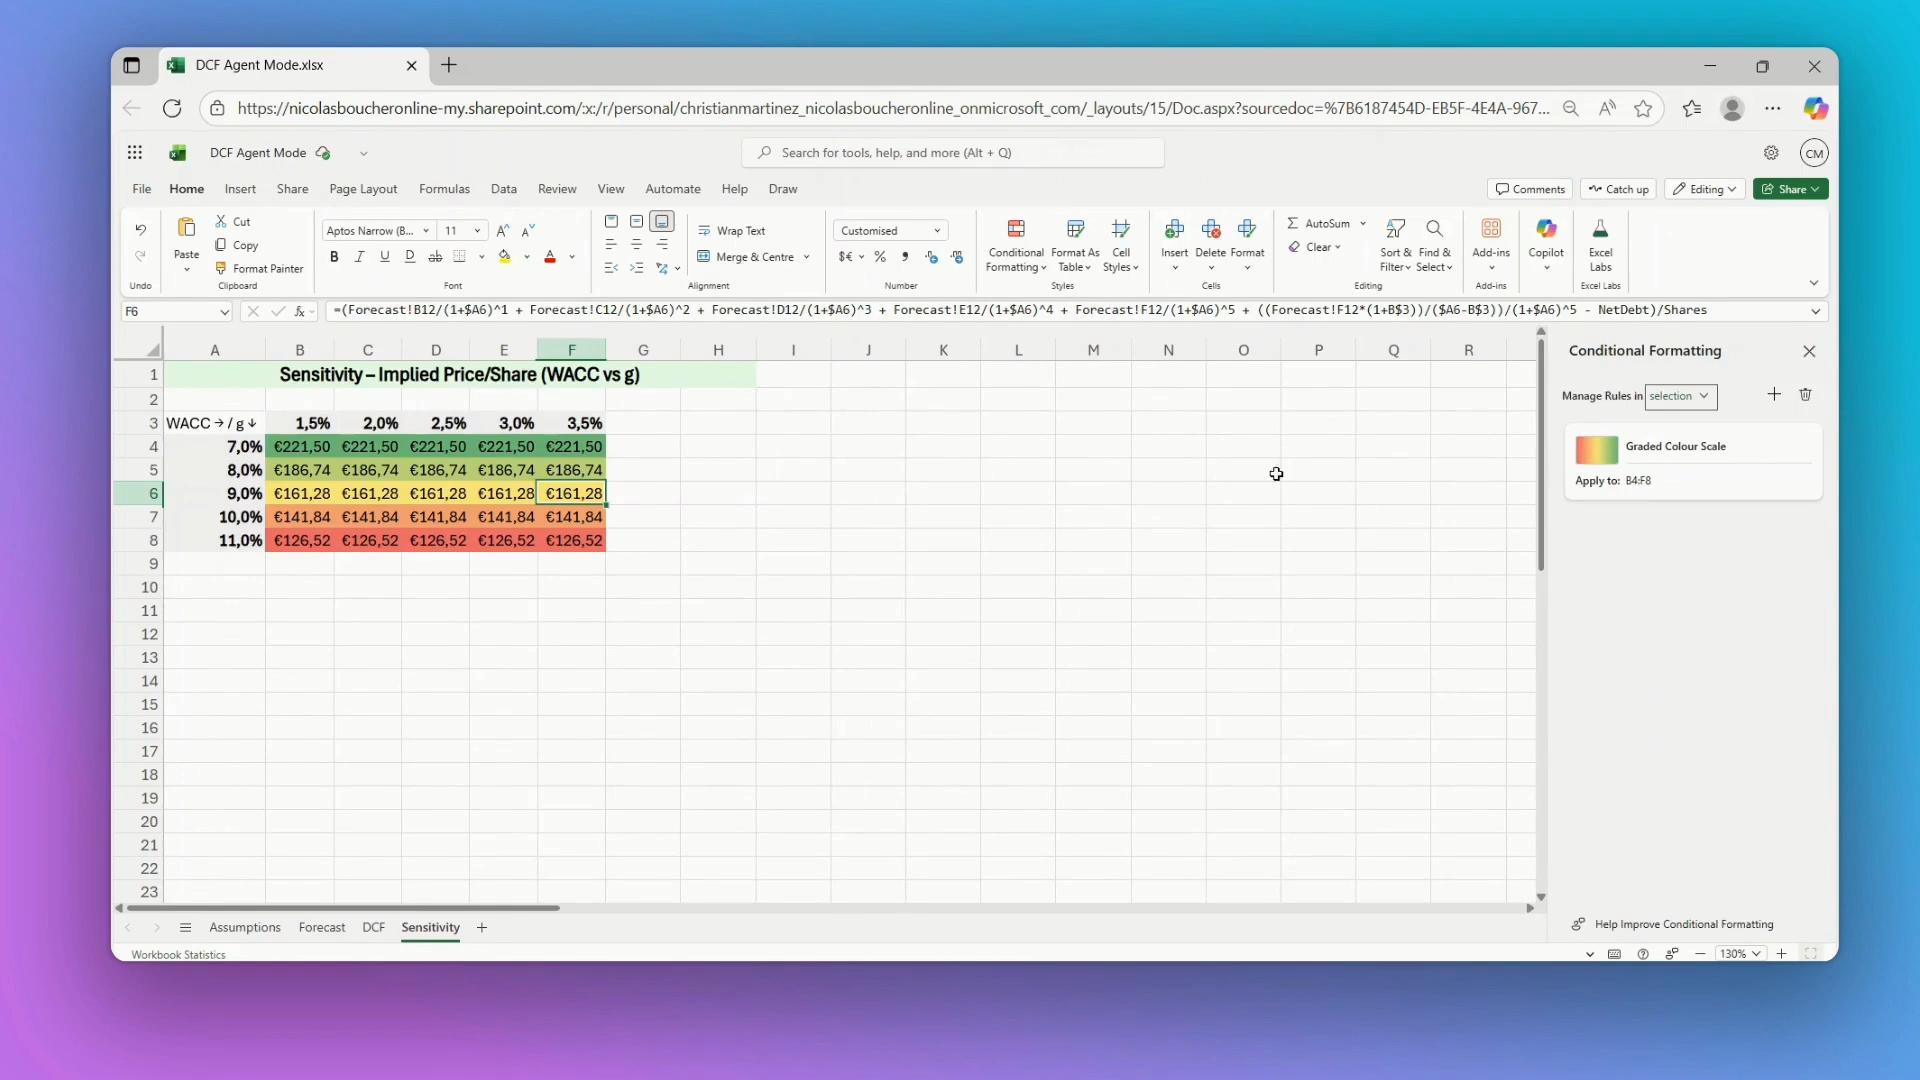 DCF Agent Mode.xlsx
https://nicolasboucheronline-my.sharepoint.com/:x:/r/personal/christianmartinez_nicolasboucheronline_onmicrosoft_com/_layouts/15/Doc.aspx?sourcedoc=%7B6187454D-EB5F-4E4A-967...
DCF Agent Mode
Search for tools, help, and more (Alt + Q)
CM
File Home Insert Share Page Layout Formulas Data Review View Automate Help Draw
Comments Catch up Editing Share
Cut
Copy
Format Painter
Paste
Undo
Clipboard
Aptos Narrow (B... 11
Font
Wrap Text
Merge & Centre
Alignment
Customised
Number
Conditional Formatting
Format As Table
Cell Styles
Styles
Insert Delete Format
Cells
AutoSum
Clear
Sort & Filter
Find & Select
Editing
Add-ins
Add-ins
Copilot
Excel Labs
Excel Labs
F6 =(Forecast!B12/(1+$A6)^1 + Forecast!C12/(1+$A6)^2 + Forecast!D12/(1+$A6)^3 + Forecast!E12/(1+$A6)^4 + Forecast!F12/(1+$A6)^5 + ((Forecast!F12*(1+B$3))/($A6-B$3))/(1+$A6)^5 - NetDebt)/Shares
A B C D E F G H I J K L M N O P Q R
1 Sensitivity – Implied Price/Share (WACC vs g)
2
3 WACC → / g ↓ 1,5% 2,0% 2,5% 3,0% 3,5%
4 7,0% €221,50 €221,50 €221,50 €221,50 €221,50
5 8,0% €186,74 €186,74 €186,74 €186,74 €186,74
6 9,0% €161,28 €161,28 €161,28 €161,28 €161,28
7 10,0% €141,84 €141,84 €141,84 €141,84 €141,84
8 11,0% €126,52 €126,52 €126,52 €126,52 €126,52
9
10
11
12
13
14
15
16
17
18
19
20
21
22
23
Conditional Formatting
Manage Rules in selection
Graded Colour Scale
Apply to: B4:F8
Help Improve Conditional Formatting
Assumptions Forecast DCF Sensitivity
Workbook Statistics
130%